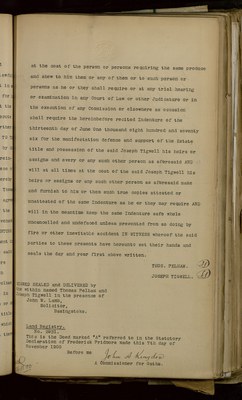 at the cost of the person or persons requiring the same produce
and shew to him them or any of them or to such person or
persons as he or they shall require or at any trial hearing
or examination in any Court of Law or other Judicature or in
the execution of any Commission or elsewhere as occasion
shall require the hereinbefore recited Indenture of the
thirteenth day of June One thousand eight hundred and seventy
six for the manifestation defence and support of the Estate
title and possession of the said Joseph Tigwell his heirs or
assigns and every or any such other person as aforesaid AND
will at all times at the cost of the said Joseph Tigwell his
heirs or assigns or any such other person as aforesaid make
and furnish to him or them such true copies attested or
unattested of the same Indenture as he or they may require AND
will in the meantime keep the same Indenture safe whole
uncancelled and undefaced unless prevented from so doing by
fire or other inevitable accident IN WITNESS whereof the said
parties to these presents have hereunto set their hands and
seals the day and year first above written.
THOS. PELHAM.
JOSEPH TIGWELL.
SIGNED SEALED and DELIVERED by
the within named Thomas Pelham and
Joseph Tigwell in the presence of
John W. Lamb,
Solicitor,
Basingstoke.
Land Registry.
No.
This is the Deed marked "A" referred to in the Statutory
Declaration of Frederick Pridmore made this 7th day of
November 1902
Before me
John A Kingdon
A Commissioner for Oaths.